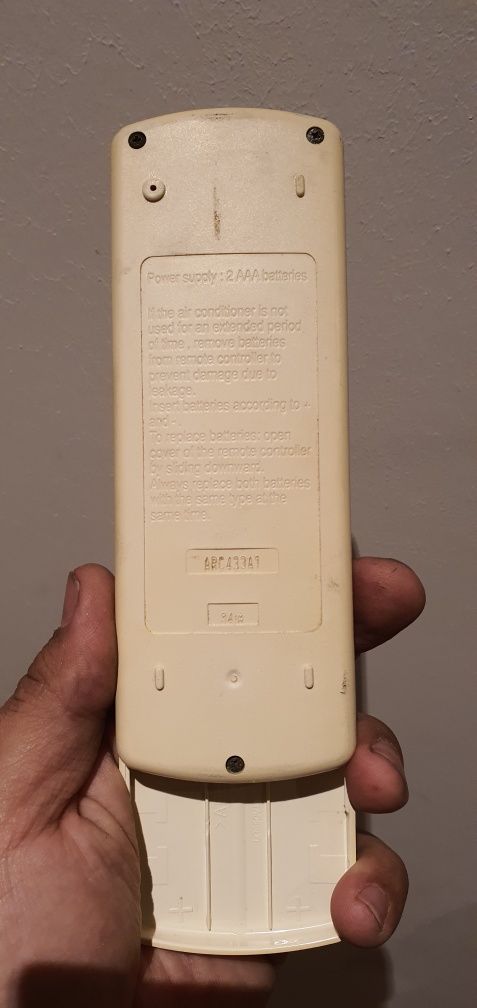 Power supply : 2 AAA batteries
If the air conditioner is not
used for an extended period
of time , remove batteries
from remote controller to
prevent damage due to
leakage.
Insert batteries according to +
and -.
To replace batteries: open
cover of the remote controller
by sliding downward.
Always replace both batteries
with the same type at the
same time.
ARC433A1